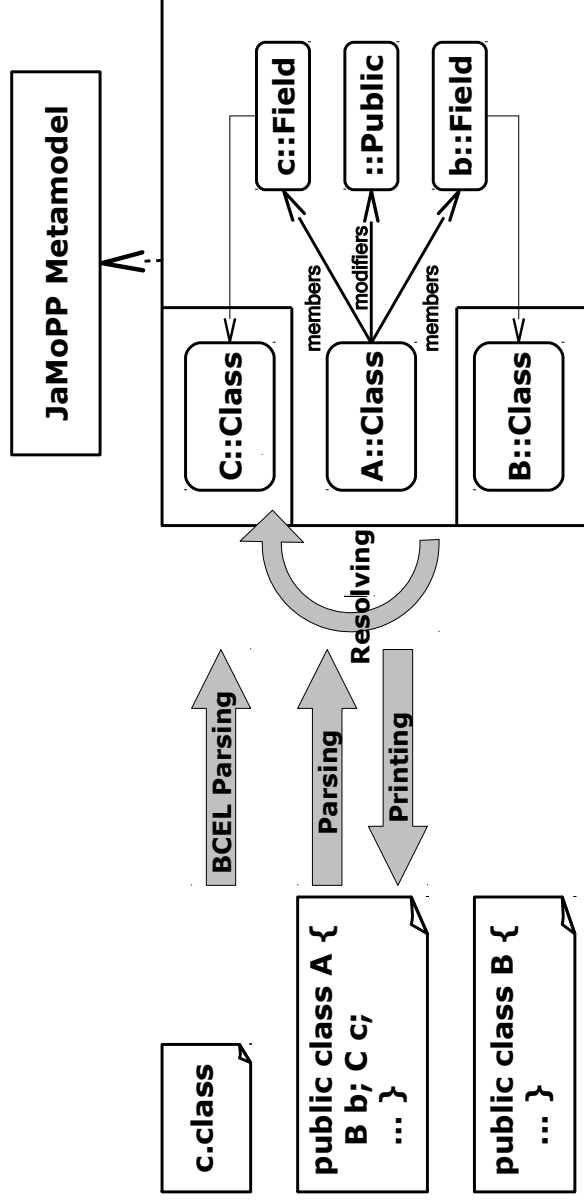 JaMoPP Metamodel
c.class
BCEL Parsing
C::Class
c::Field
public class A {
B b; C c;
... }
Parsing
Printing
Resolving
A::Class
members
modifiers
members
::Public
b::Field
public class B {
... }
B::Class